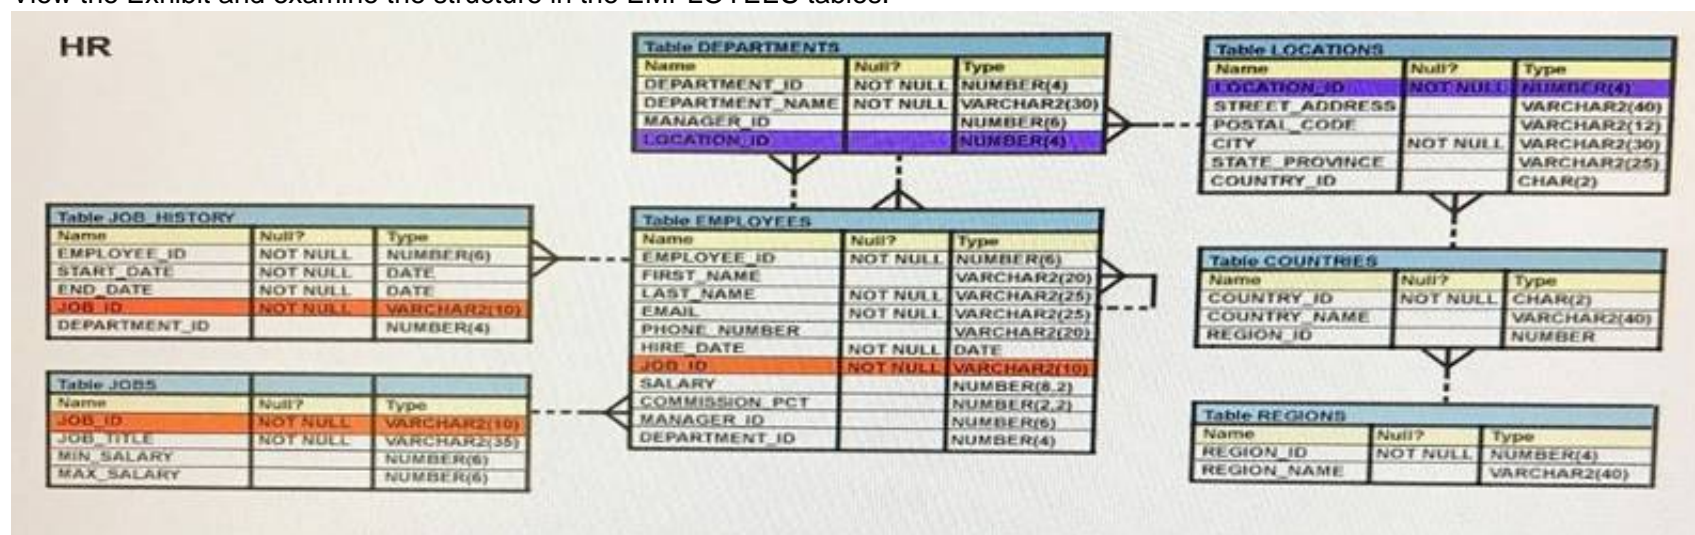 View the Exhibit and examine the structure in the EMPLOYEES tables.
HR
Table DEPARTMENTS
Name Null? Type
DEPARTMENT_ID NOT NULL NUMBER(4)
DEPARTMENT_NAME NOT NULL VARCHAR2(30)
MANAGER_ID NUMBER(6)
LOCATION_ID NUMBER(4)
Table LOCATIONS
Name Null? Type
LOCATION_ID NOT NULL NUMBER(4)
STREET_ADDRESS VARCHAR2(40)
POSTAL_CODE VARCHAR2(12)
CITY NOT NULL VARCHAR2(30)
STATE_PROVINCE VARCHAR2(25)
COUNTRY_ID CHAR(2)
Table JOB_HISTORY
Name Null? Type
EMPLOYEE_ID NOT NULL NUMBER(6)
START_DATE NOT NULL DATE
END_DATE NOT NULL DATE
JOB_ID NOT NULL VARCHAR2(10)
DEPARTMENT_ID NUMBER(4)
Table EMPLOYEES
Name Null? Type
EMPLOYEE_ID NOT NULL NUMBER(6)
FIRST_NAME VARCHAR2(20)
LAST_NAME NOT NULL VARCHAR2(25)
EMAIL NOT NULL VARCHAR2(25)
PHONE_NUMBER VARCHAR2(20)
HIRE_DATE NOT NULL DATE
JOB_ID NOT NULL VARCHAR2(10)
SALARY NUMBER(8,2)
COMMISSION_PCT NUMBER(2,2)
MANAGER_ID NUMBER(6)
DEPARTMENT_ID NUMBER(4)
Table COUNTRIES
Name Null? Type
COUNTRY_ID NOT NULL CHAR(2)
COUNTRY_NAME VARCHAR2(40)
REGION_ID NUMBER
Table JOBS
Name Null? Type
JOB_ID NOT NULL VARCHAR2(10)
JOB_TITLE NOT NULL VARCHAR2(35)
MIN_SALARY NUMBER(6)
MAX_SALARY NUMBER(6)
Table REGIONS
Name Null? Type
REGION_ID NOT NULL NUMBER(4)
REGION_NAME VARCHAR2(40)